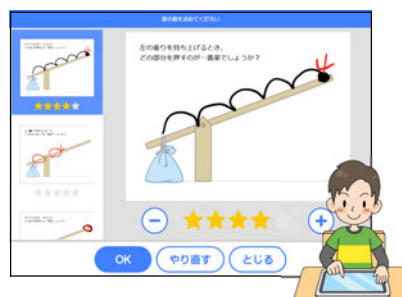 星の数を決めてください
左の重りを持ち上げるとき、
どの部分を押すのが一番楽でしょうか？
OK
やり直す
とじる